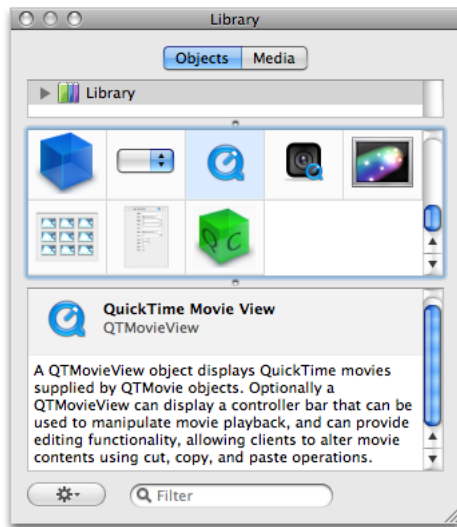 Library
Objects Media
Library
Q C
QuickTime Movie View
QTMovieView
A QTMovieView object displays QuickTime movies
supplied by QTMovie objects. Optionally a
QTMovieView can display a controller bar that can be
used to manipulate movie playback, and can provide
editing functionality, allowing clients to alter movie
contents using cut, copy, and paste operations.
Filter